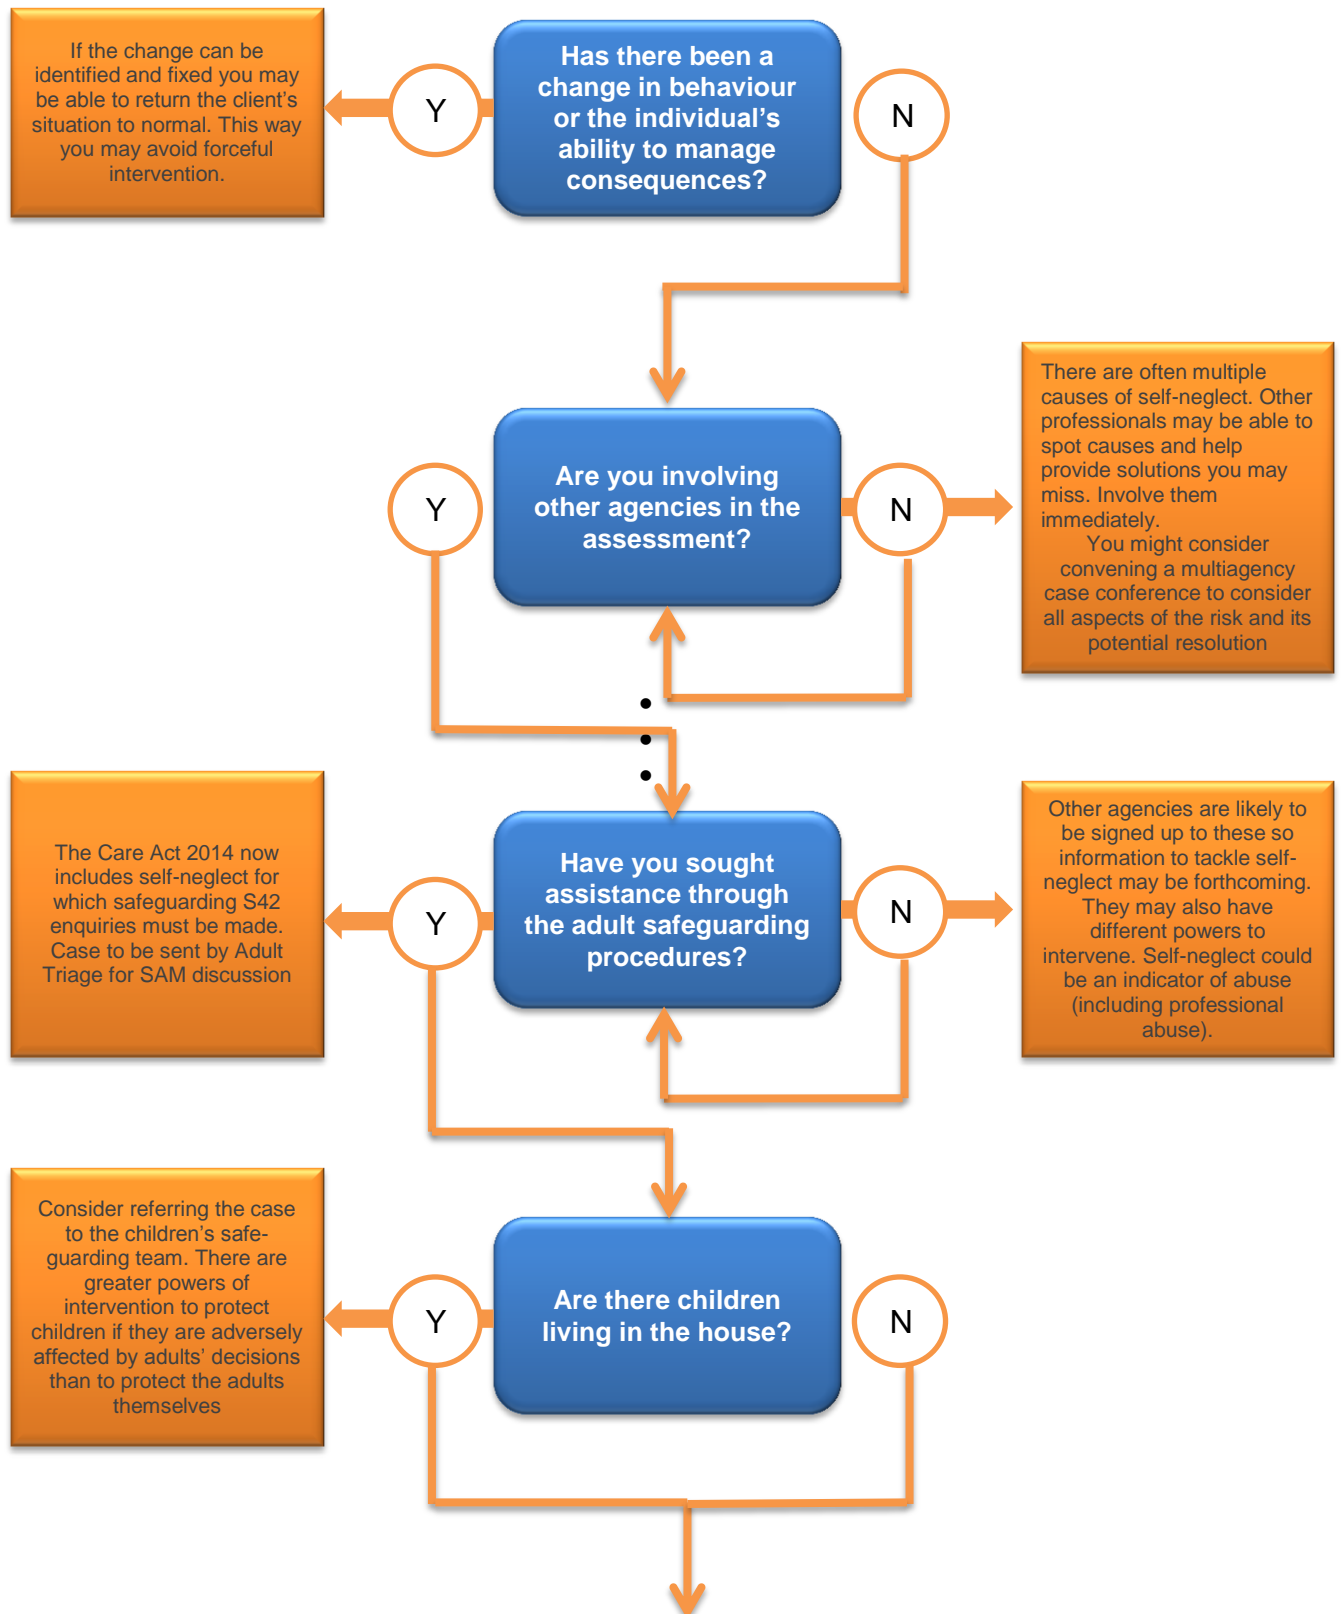 If the change can be
identified and fixed you may
be able to return the client’s
situation to normal. This way
you may avoid forceful
intervention.
Y
Has there been a
change in behaviour
or the individual’s
ability to manage
consequences?
N
Y
Are you involving
other agencies in the
assessment?
N
There are often multiple
causes of self-neglect. Other
professionals may be able to
spot causes and help
provide solutions you may
miss. Involve them
immediately.
You might consider
convening a multiagency
case conference to consider
all aspects of the risk and its
potential resolution
•
•
•
The Care Act 2014 now
includes self-neglect for
which safeguarding S42
enquiries must be made.
Case to be sent by Adult
Triage for SAM discussion
Y
Have you sought
assistance through
the adult safeguarding
procedures?
N
Other agencies are likely to
be signed up to these so
information to tackle self-
neglect may be forthcoming.
They may also have
different powers to
intervene. Self-neglect could
be an indicator of abuse
(including professional
abuse).
Consider referring the case
to the children’s safe-
guarding team. There are
greater powers of
intervention to protect
children if they are adversely
affected by adults’ decisions
than to protect the adults
themselves
Y
Are there children
living in the house?
N